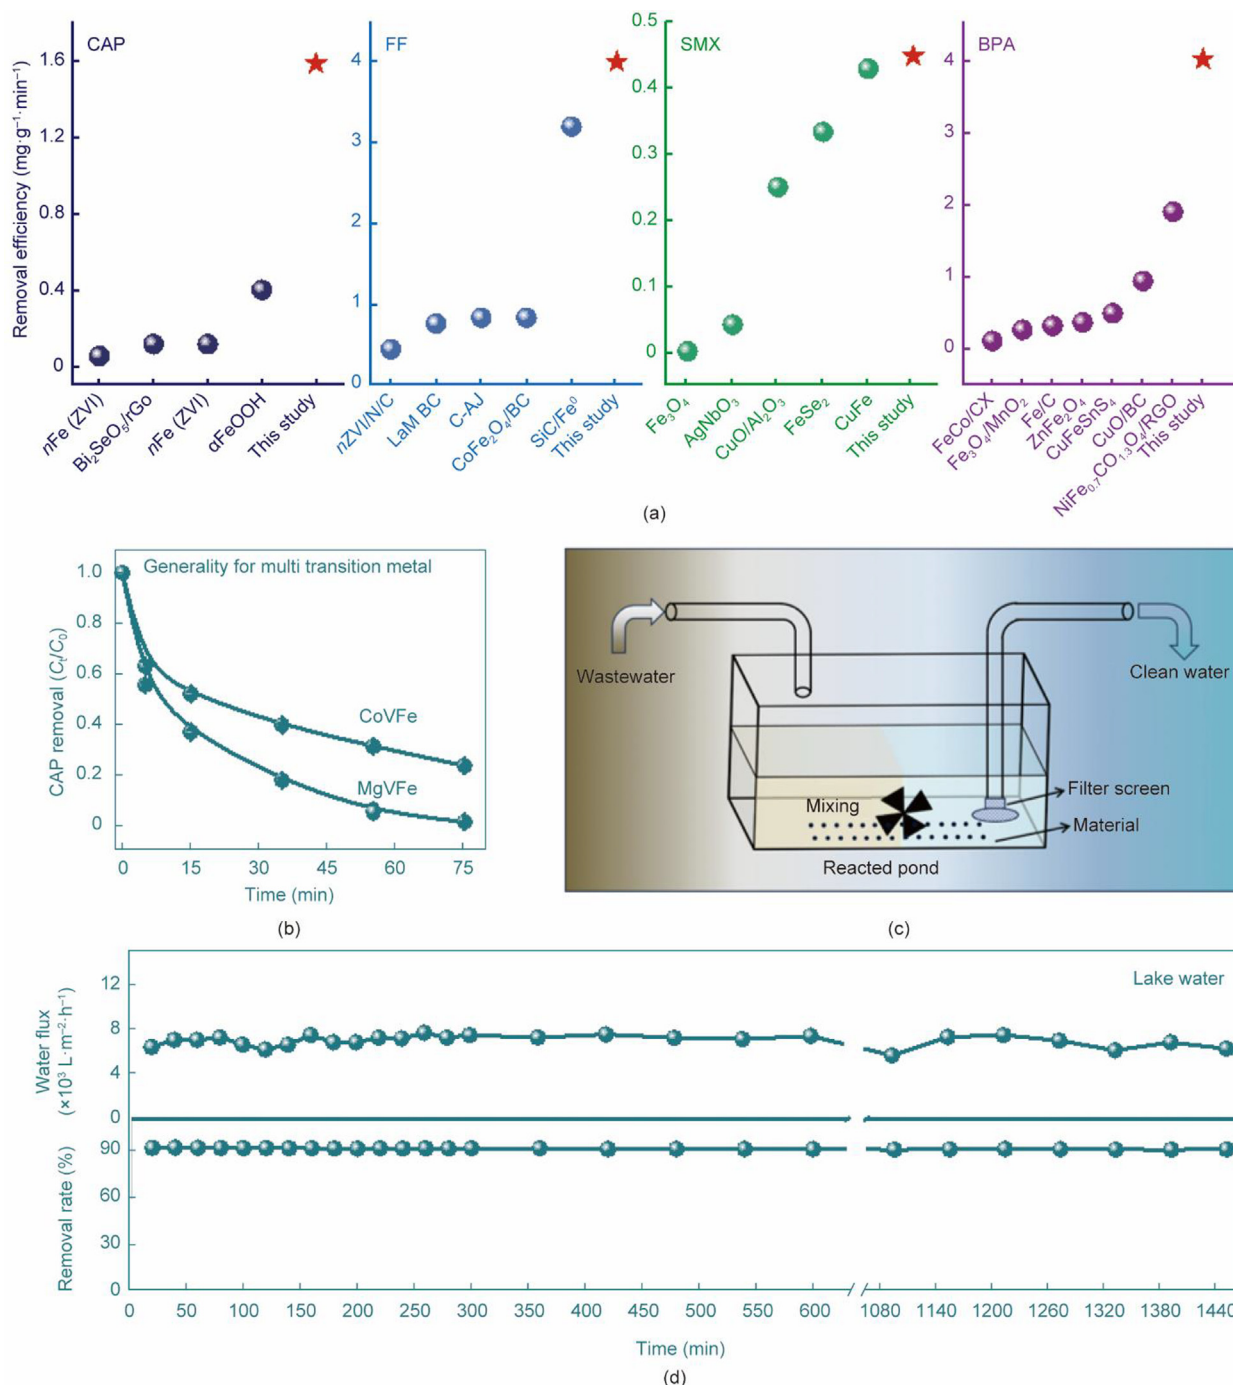 Removal efficiency (mg·g⁻¹·min⁻¹)
CAP
1.6
1.2
0.8
0.4
0
nFe (ZVI)
Bi₂SeO₅/rGo
nFe (ZVI)
αFeOOH
This study
FF
4
3
2
1
0
nZVI/N/C
LaM BC
C-AJ
CoFe₂O₄/BC
SiC/Fe⁰
This study
SMX
0.5
0.4
0.3
0.2
0.1
0
Fe₃O₄
AgNbO₃
CuO/Al₂O₃
FeSe₂
CuFe
This study
BPA
4
3
2
1
0
FeCo/CX
Fe₃O₄/MnO₂
Fe/C
ZnFe₂O₄
CuFeSnS₄
CuO/BC
NiFe₀.₇CO₁.₃O₄/RGO
This study
(a)
CAP removal (Cₜ/C₀)
Generality for multi transition metal
1.0
0.8
0.6
0.4
0.2
0
CoVFe
MgVFe
0 15 30 45 60 75
Time (min)
(b)
Wastewater
Clean water
Mixing
Filter screen
Material
Reacted pond
(c)
Water flux
(×10³ L·m⁻²·h⁻¹)
12
8
4
0
Lake water
Removal rate (%)
90
60
30
0
0 50 100 150 200 250 300 350 400 450 500 550 600 1080 1140 1200 1260 1320 1380 1440
Time (min)
(d)